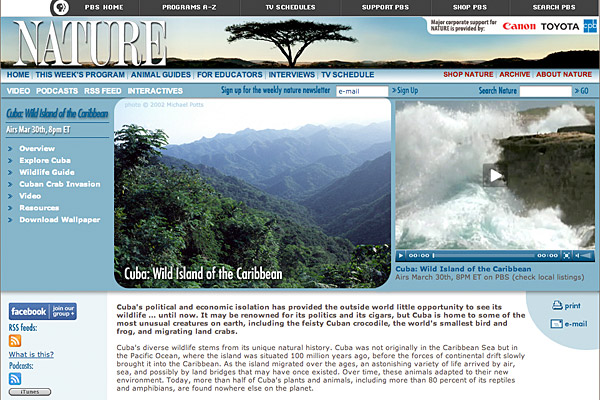 PBS HOME PROGRAMS A-Z TV SCHEDULES SUPPORT PBS SHOP PBS SEARCH PBS
NATURE
Major corporate support for
NATURE is provided by:
Canon TOYOTA cpb
HOME | THIS WEEK'S PROGRAM | ANIMAL GUIDES | FOR EDUCATORS | INTERVIEWS | TV SCHEDULE
SHOP NATURE | ARCHIVE | ABOUT NATURE
VIDEO PODCASTS RSS FEED INTERACTIVES
Sign up for the weekly nature newsletter e-mail Sign Up
Search Nature GO
Cuba: Wild Island of the Caribbean
Airs Mar 30th, 8pm ET
Overview
Explore Cuba
Wildlife Guide
Cuban Crab Invasion
Video
Resources
Download Wallpaper
photo © 2002 Michael Potts
Cuba: Wild Island of the Caribbean
00:00 00:00
Cuba: Wild Island of the Caribbean
Airs March 30th, 8PM ET on PBS (check local listings)
facebook join our group +
RSS feeds:
What is this?
Podcasts:
iTunes
Cuba's political and economic isolation has provided the outside world little opportunity to see its
wildlife ... until now. It may be renowned for its politics and its cigars, but Cuba is home to some of the
most unusual creatures on earth, including the feisty Cuban crocodile, the world's smallest bird and
frog, and migrating land crabs.
Cuba's diverse wildlife stems from its unique natural history. Cuba was not originally in the Caribbean Sea but in
the Pacific Ocean, where the island was situated 100 million years ago, before the forces of continental drift slowly
brought it into the Caribbean. As the island migrated over the ages, an astonishing variety of life arrived by air,
sea, and possibly by land bridges that may have once existed. Over time, these animals adapted to their new
environment. Today, more than half of Cuba's plants and animals, including more than 80 percent of its reptiles
and amphibians, are found nowhere else on the planet.
print
e-mail